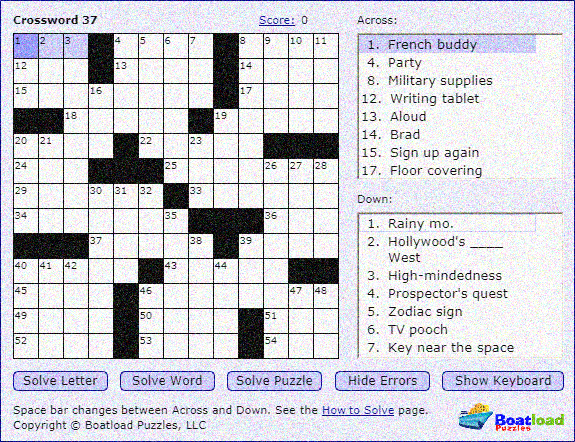 Crossword 37 Score: 0
1 2 3 4 5 6 7 8 9 10 11
12 13 14
15 16 17
18 19
20 21 22 23
24 25 26 27 28
29 30 31 32 33
34 35 36
37 38 39
40 41 42 43 44
45 46 47 48
49 50 51
52 53 54
Across:
1. French buddy
4. Party
8. Military supplies
12. Writing tablet
13. Aloud
14. Brad
15. Sign up again
17. Floor covering
Down:
1. Rainy mo.
2. Hollywood's ____
West
3. High-mindedness
4. Prospector's quest
5. Zodiac sign
6. TV pooch
7. Key near the space
Solve Letter Solve Word Solve Puzzle Hide Errors Show Keyboard
Space bar changes between Across and Down. See the How to Solve page.
Copyright © Boatload Puzzles, LLC
Boatload
Puzzles